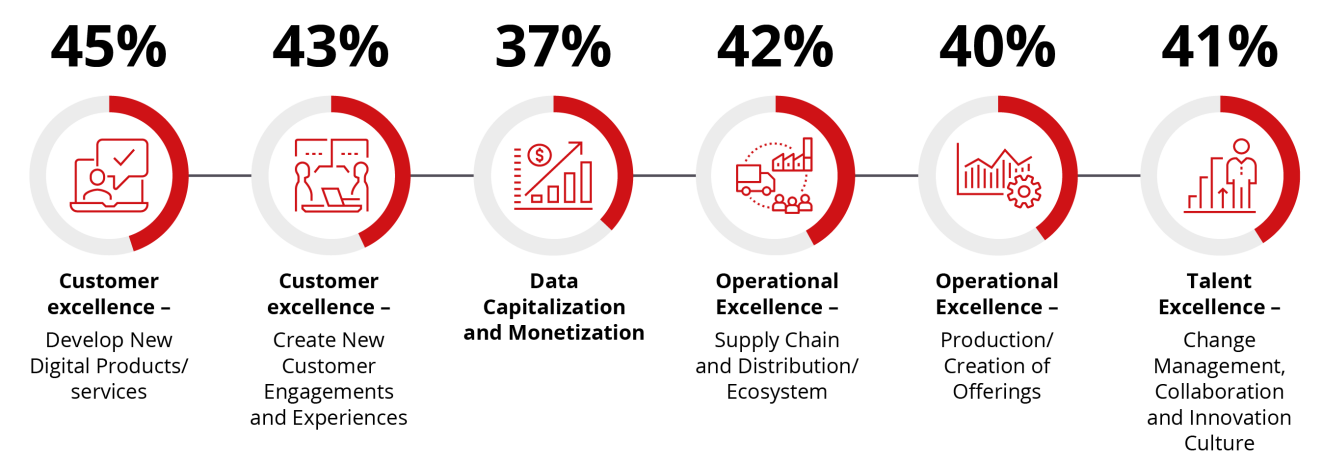 45%
43%
37%
42%
40%
41%
$
Customer
excellence –
Develop New
Digital Products/
services
Customer
excellence –
Create New
Customer
Engagements
and Experiences
Data
Capitalization
and Monetization
Operational
Excellence –
Supply Chain
and Distribution/
Ecosystem
Operational
Excellence –
Production/
Creation of
Offerings
Talent
Excellence –
Change
Management,
Collaboration
and Innovation
Culture